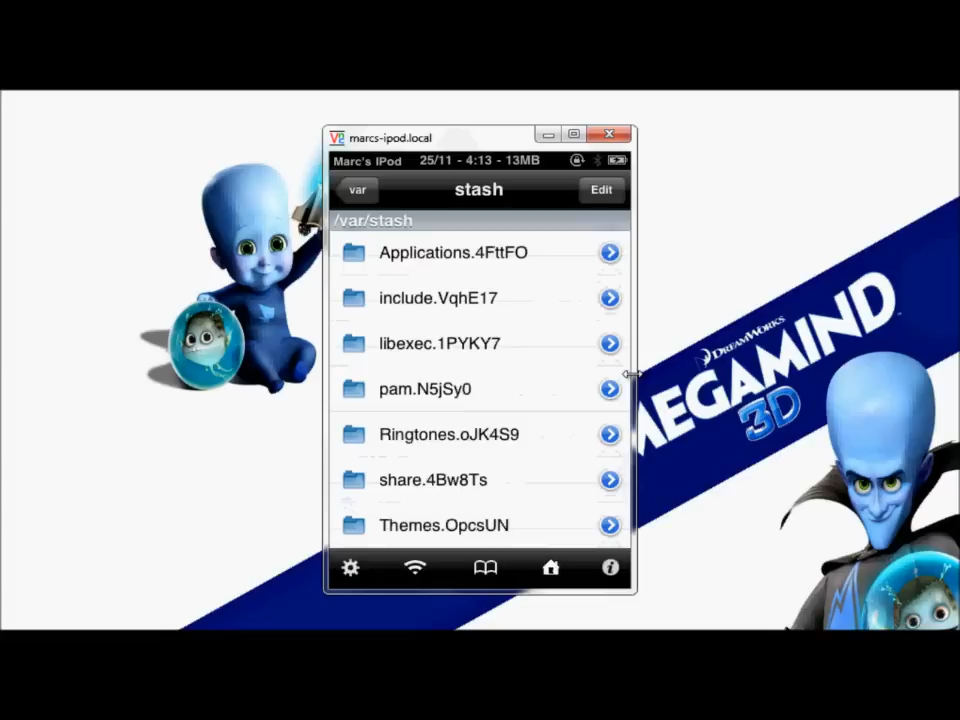 V2 marcs-ipod.local
Marc's IPod 25/11 - 4:13 - 13MB
var stash Edit
/var/stash
Applications.4FttFO
include.VqhE17
libexec.1PYKY7
pam.N5jSy0
Ringtones.oJK4S9
share.4Bw8Ts
Themes.OpcsUN
DREAMWORKS
MEGAMIND
3D